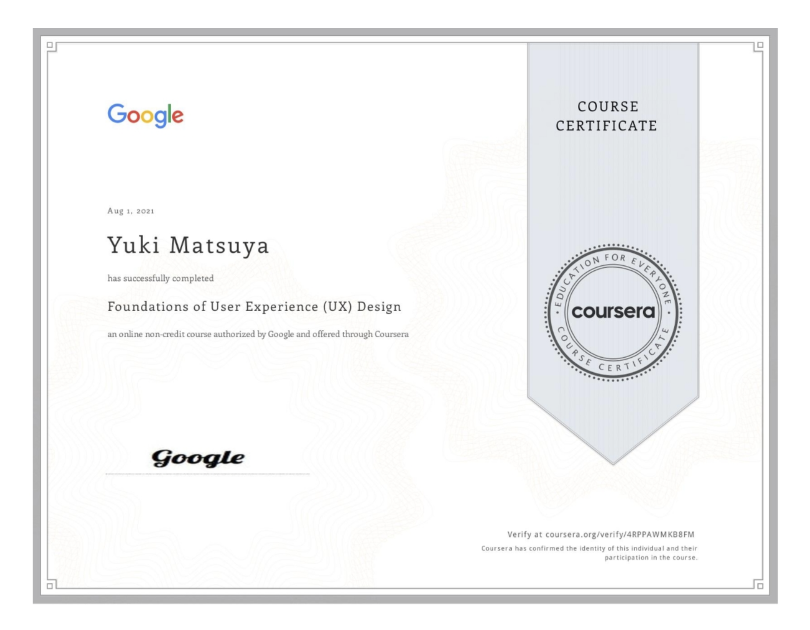 Google
COURSE
CERTIFICATE
Aug 1, 2021
Yuki Matsuya
has successfully completed
Foundations of User Experience (UX) Design
an online non-credit course authorized by Google and offered through Coursera
EDUCATION FOR EVERYONE
coursera
COURSE CERTIFICATE
Google
Verify at coursera.org/verify/4RPPAWMKB8FM
Coursera has confirmed the identity of this individual and their
participation in the course.